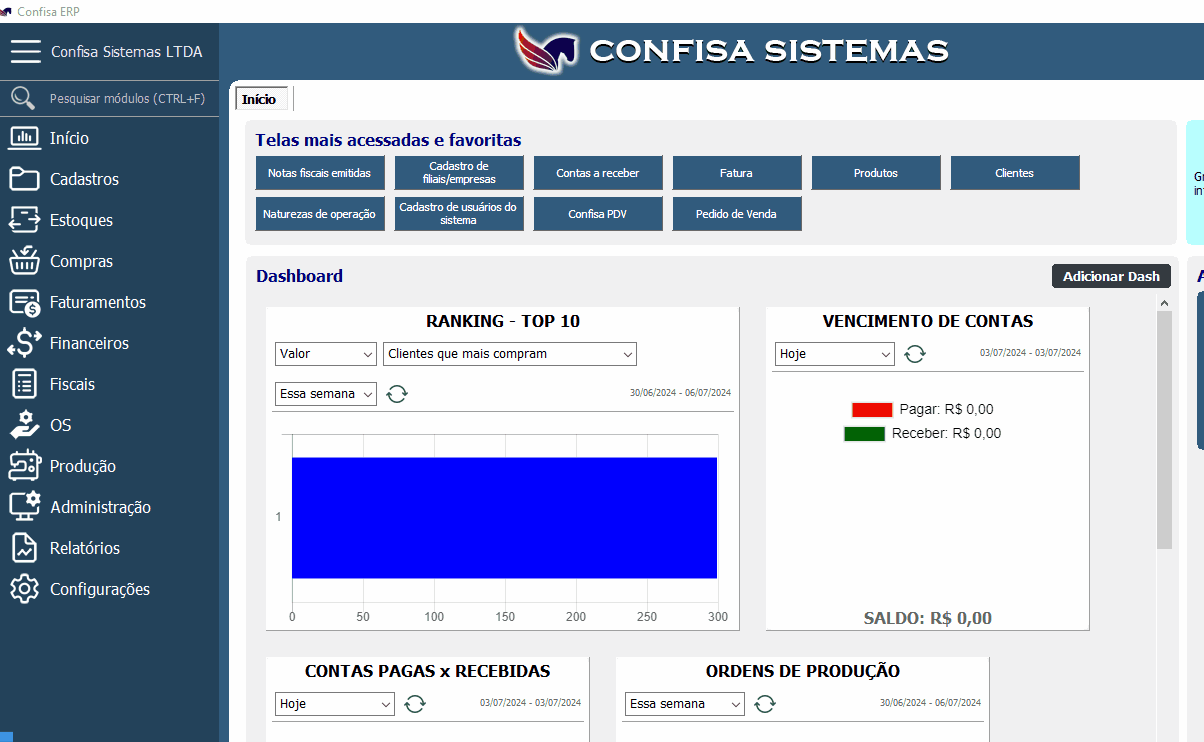 Confisa ERP
Confisa Sistemas LTDA
CONFISA SISTEMAS
Pesquisar módulos (CTRL+F)
Início
Cadastros
Estoques
Compras
Faturamentos
Financeiros
Fiscais
OS
Produção
Administração
Relatórios
Configurações
Início
Telas mais acessadas e favoritas
Notas fiscais emitidas
Cadastro de
filiais/empresas
Contas a receber
Fatura
Produtos
Clientes
Naturezas de operação
Cadastro de usuários do
sistema
Confisa PDV
Pedido de Venda
Dashboard
Adicionar Dash
RANKING - TOP 10
Valor
Clientes que mais compram
Essa semana
30/06/2024 - 06/07/2024
1
0 50 100 150 200 250 300
VENCIMENTO DE CONTAS
Hoje
03/07/2024 - 03/07/2024
Pagar: R$ 0,00
Receber: R$ 0,00
SALDO: R$ 0,00
CONTAS PAGAS x RECEBIDAS
Hoje
03/07/2024 - 03/07/2024
ORDENS DE PRODUÇÃO
Essa semana
30/06/2024 - 06/07/2024